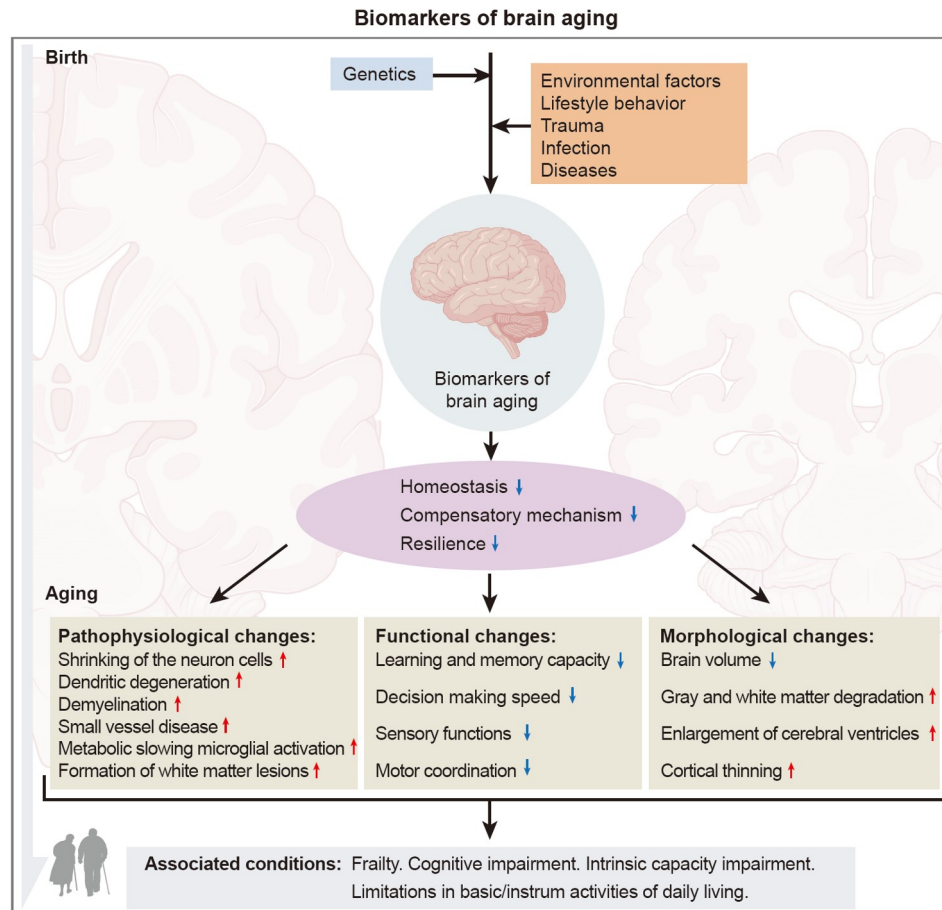 Biomarkers of brain aging
Birth
Genetics
Environmental factors
Lifestyle behavior
Trauma
Infection
Diseases
Biomarkers of
brain aging
Homeostasis ↓
Compensatory mechanism ↓
Resilience ↓
Aging
Pathophysiological changes:
Shrinking of the neuron cells ↑
Dendritic degeneration ↑
Demyelination ↑
Small vessel disease ↑
Metabolic slowing microglial activation ↑
Formation of white matter lesions ↑
Functional changes:
Learning and memory capacity ↓
Decision making speed ↓
Sensory functions ↓
Motor coordination ↓
Morphological changes:
Brain volume ↓
Gray and white matter degradation ↑
Enlargement of cerebral ventricles ↑
Cortical thinning ↑
Associated conditions: Frailty. Cognitive impairment. Intrinsic capacity impairment.
Limitations in basic/instrum activities of daily living.